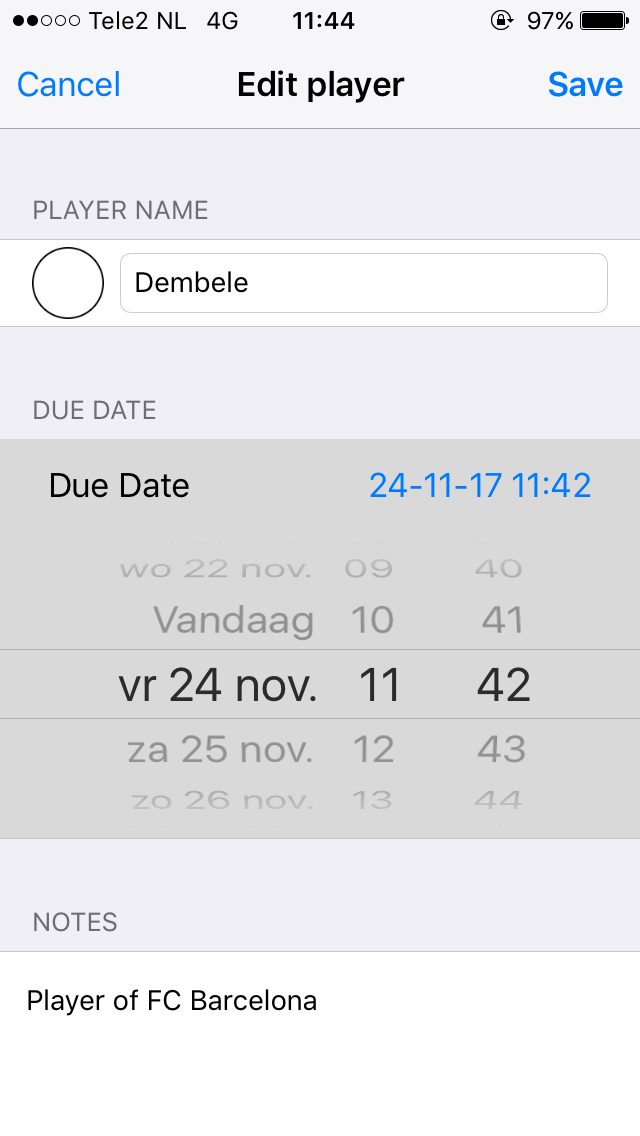 Tele2 NL 4G 11:44 97%
Cancel Edit player Save
PLAYER NAME
Dembele
DUE DATE
Due Date 24-11-17 11:42
wo 22 nov. 09 40
Vandaag 10 41
vr 24 nov. 11 42
za 25 nov. 12 43
zo 26 nov. 13 44
NOTES
Player of FC Barcelona